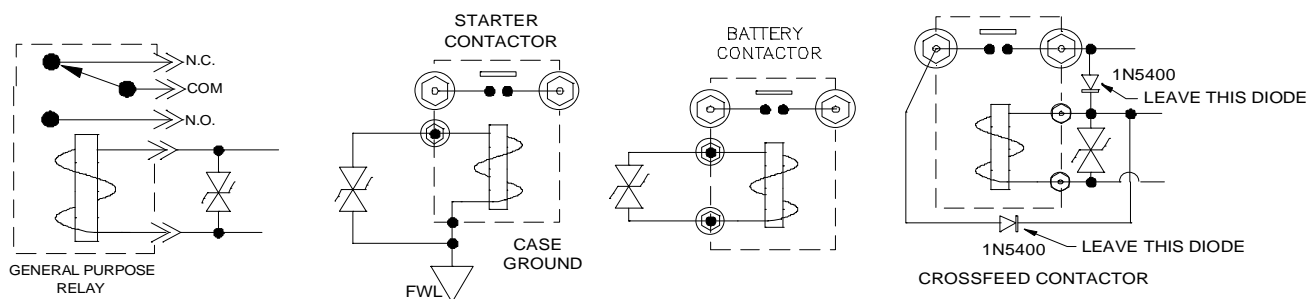 N.C.
COM
N.O.
GENERAL PURPOSE
RELAY
STARTER
CONTACTOR
CASE
GROUND
FWL
BATTERY
CONTACTOR
1N5400
LEAVE THIS DIODE
1N5400
LEAVE THIS DIODE
CROSSFEED CONTACTOR